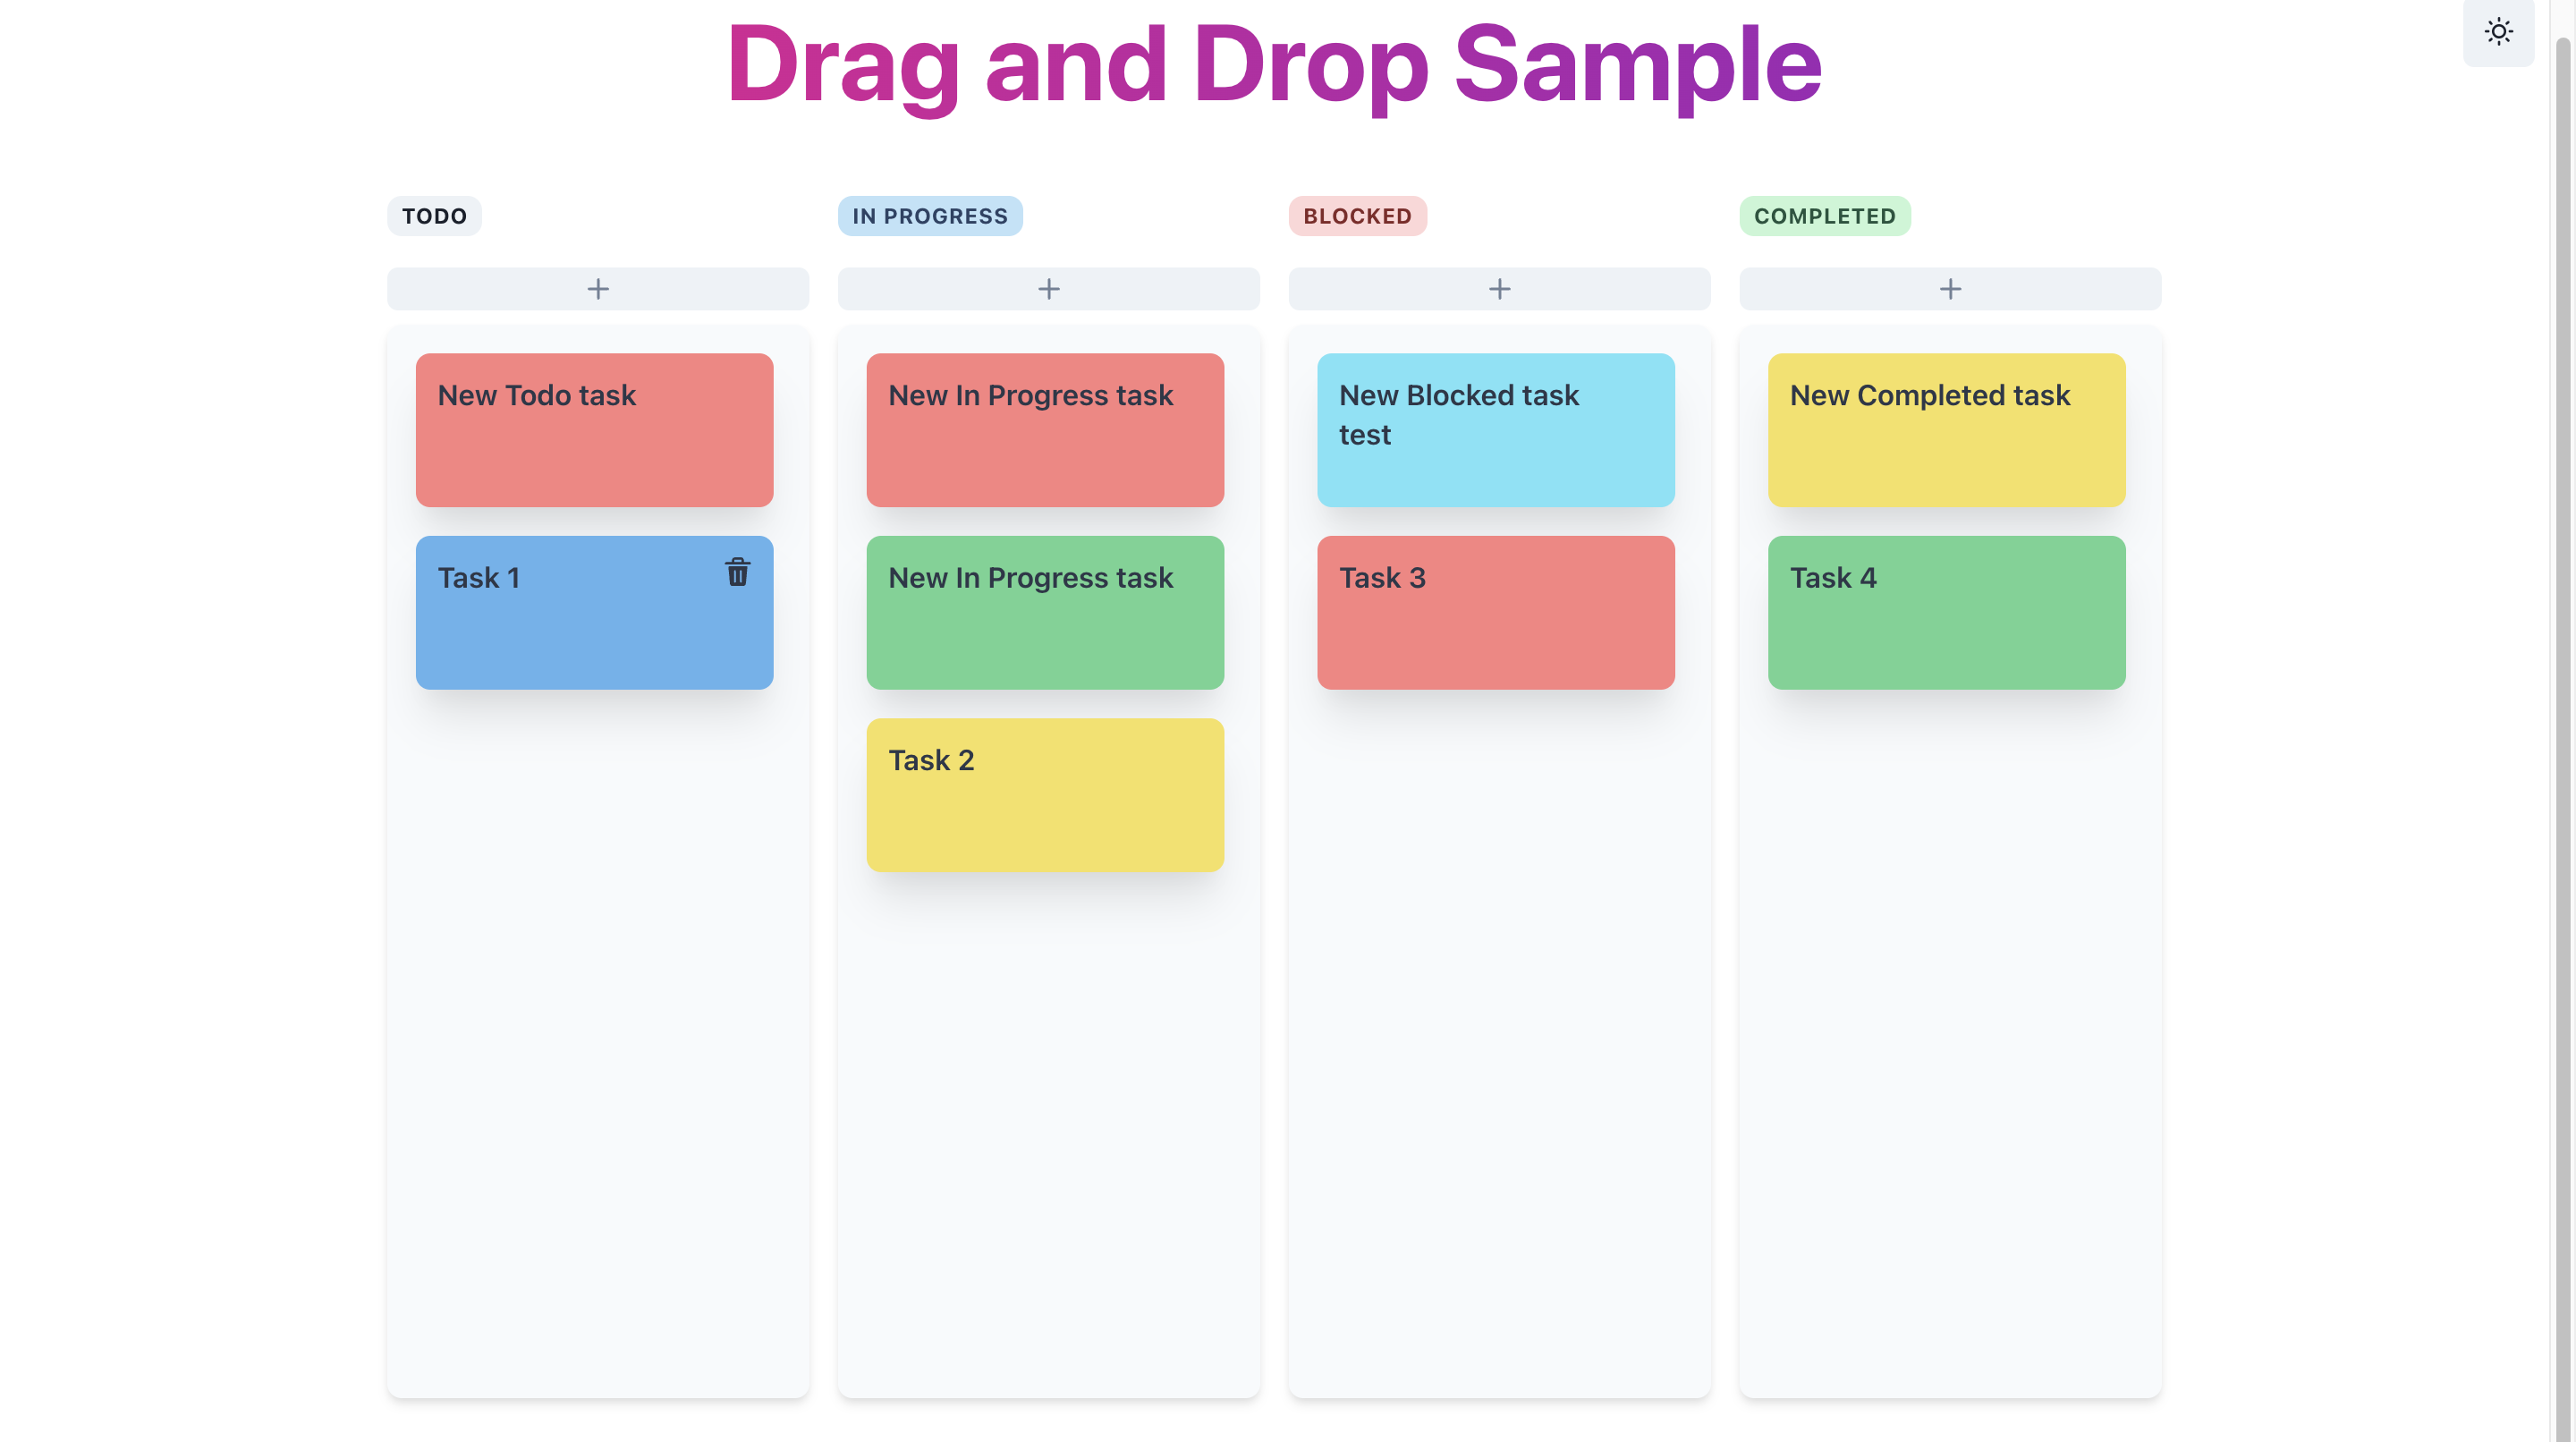 Drag and Drop Sample
TODO
IN PROGRESS
BLOCKED
COMPLETED
New Todo task
Task 1
New In Progress task
New In Progress task
Task 2
New Blocked task
test
Task 3
New Completed task
Task 4